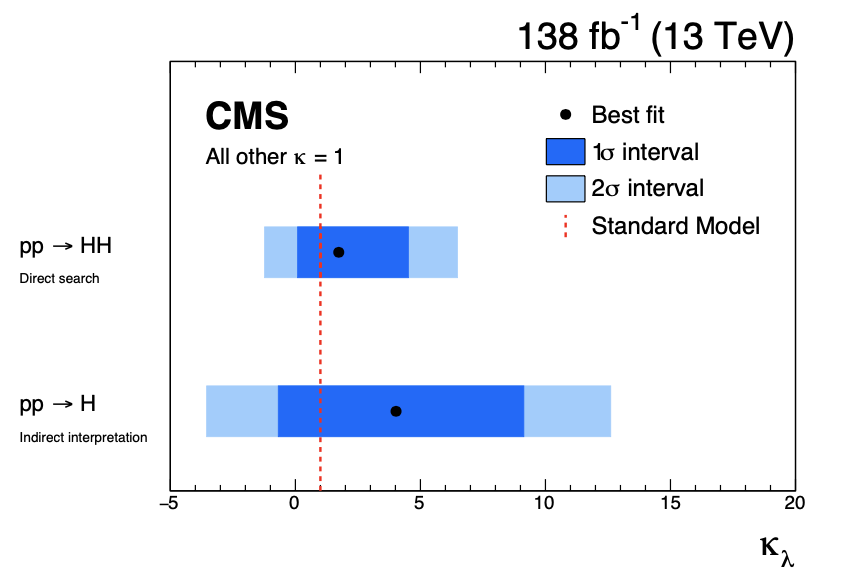 138 fb⁻¹ (13 TeV)
CMS
All other κ = 1
Best fit
1σ interval
2σ interval
Standard Model
pp → HH
Direct search
pp → H
Indirect interpretation
−5 0 5 10 15 20
κλ